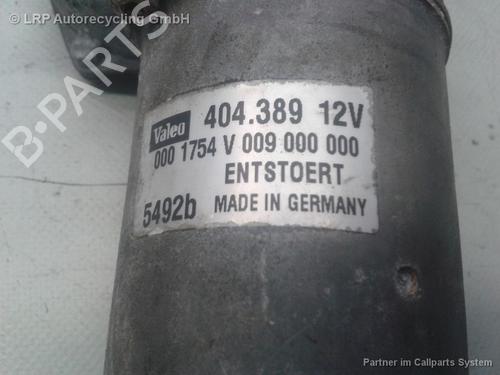 © LRP Autorecycling GmbH
B-PARTS
Valeo 404.389 12V
000 1754 V 009 000 000
ENTSTOERT
5492b MADE IN GERMANY
Partner im Callparts System